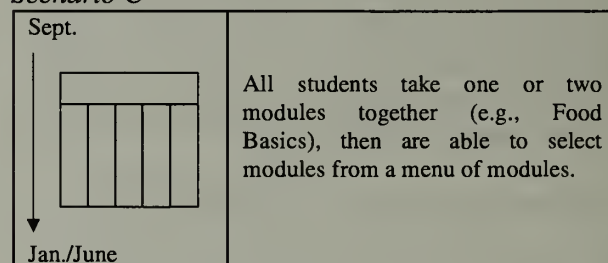 Scenario C
Sept.
All students take one or two
modules together (e.g., Food
Basics), then are able to select
modules from a menu of modules.
Jan./June